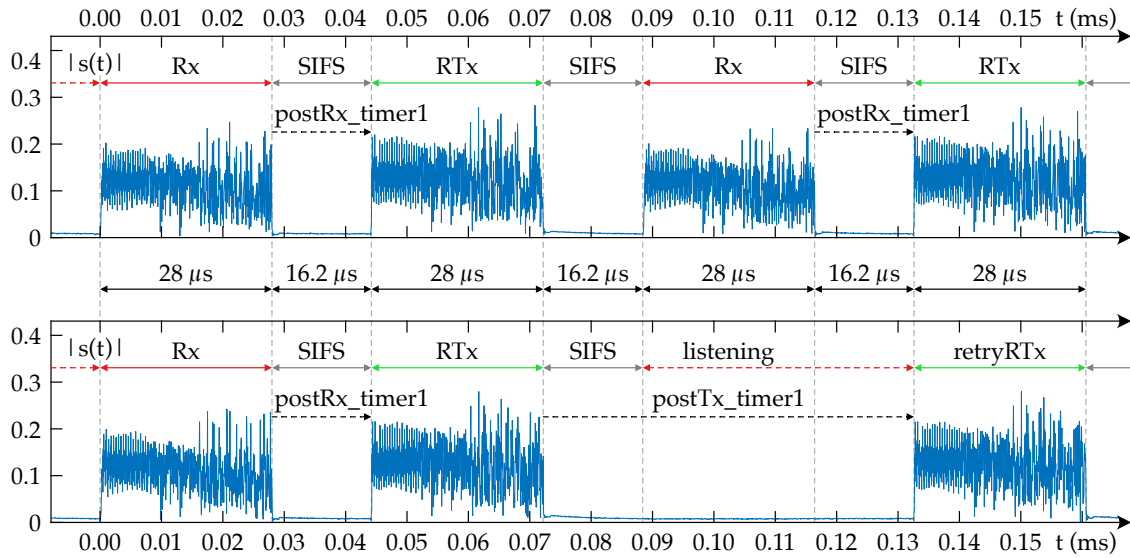 0.00 0.01 0.02 0.03 0.04 0.05 0.06 0.07 0.08 0.09 0.10 0.11 0.12 0.13 0.14 0.15 t (ms)
0.4
|s(t)| Rx SIFS RTx SIFS Rx SIFS RTx
0.3
postRx_timer1 postRx_timer1
0.2
0.1
0
28 µs 16.2 µs 28 µs 16.2 µs 28 µs 16.2 µs 28 µs
0.4
|s(t)| Rx SIFS RTx SIFS listening retryRTx
0.3
postRx_timer1 postTx_timer1
0.2
0.1
0
0.00 0.01 0.02 0.03 0.04 0.05 0.06 0.07 0.08 0.09 0.10 0.11 0.12 0.13 0.14 0.15 t (ms)